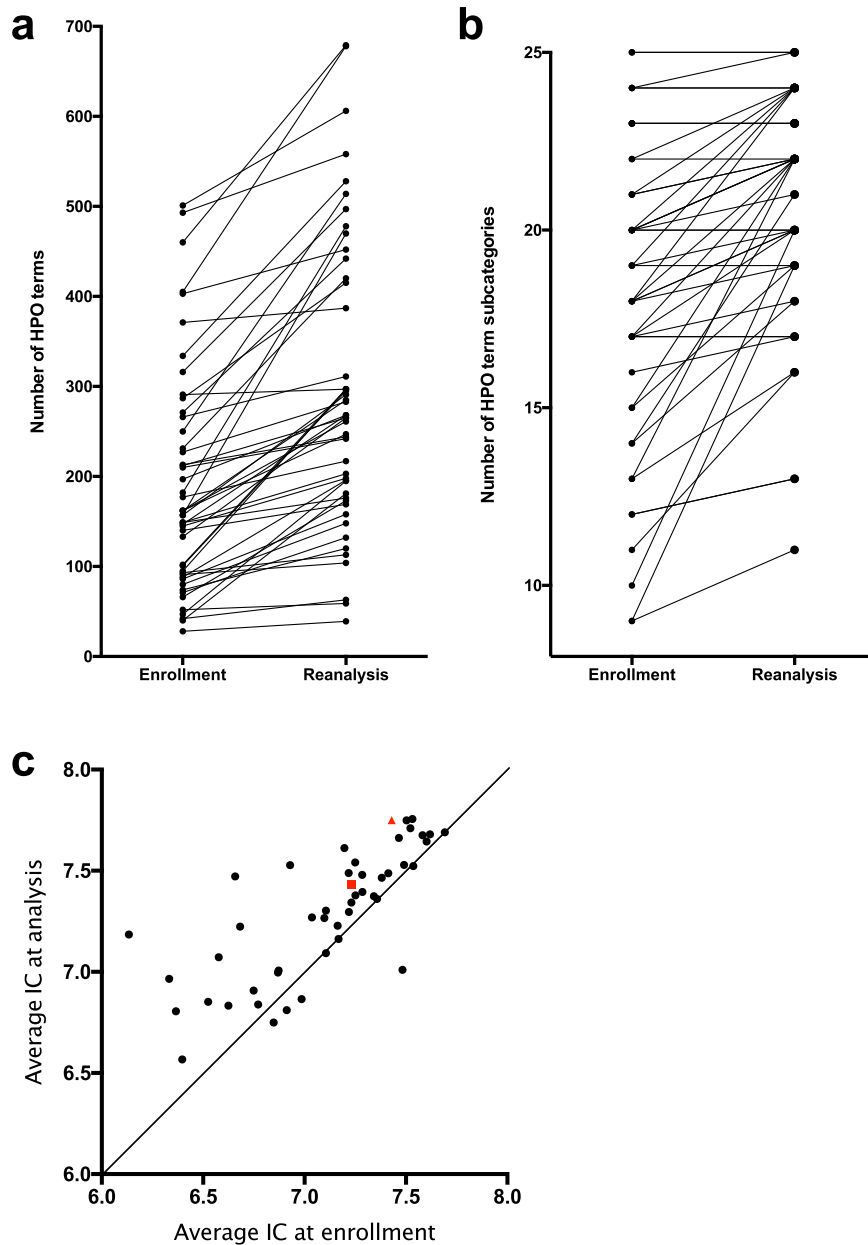 a
700
600
500
400
300
200
100
0
Number of HPO terms
Enrollment
Reanalysis
b
25
20
15
10
Number of HPO term subcategories
Enrollment
Reanalysis
c
8.0
7.5
7.0
6.5
6.0
Average IC at analysis
6.0 6.5 7.0 7.5 8.0
Average IC at enrollment